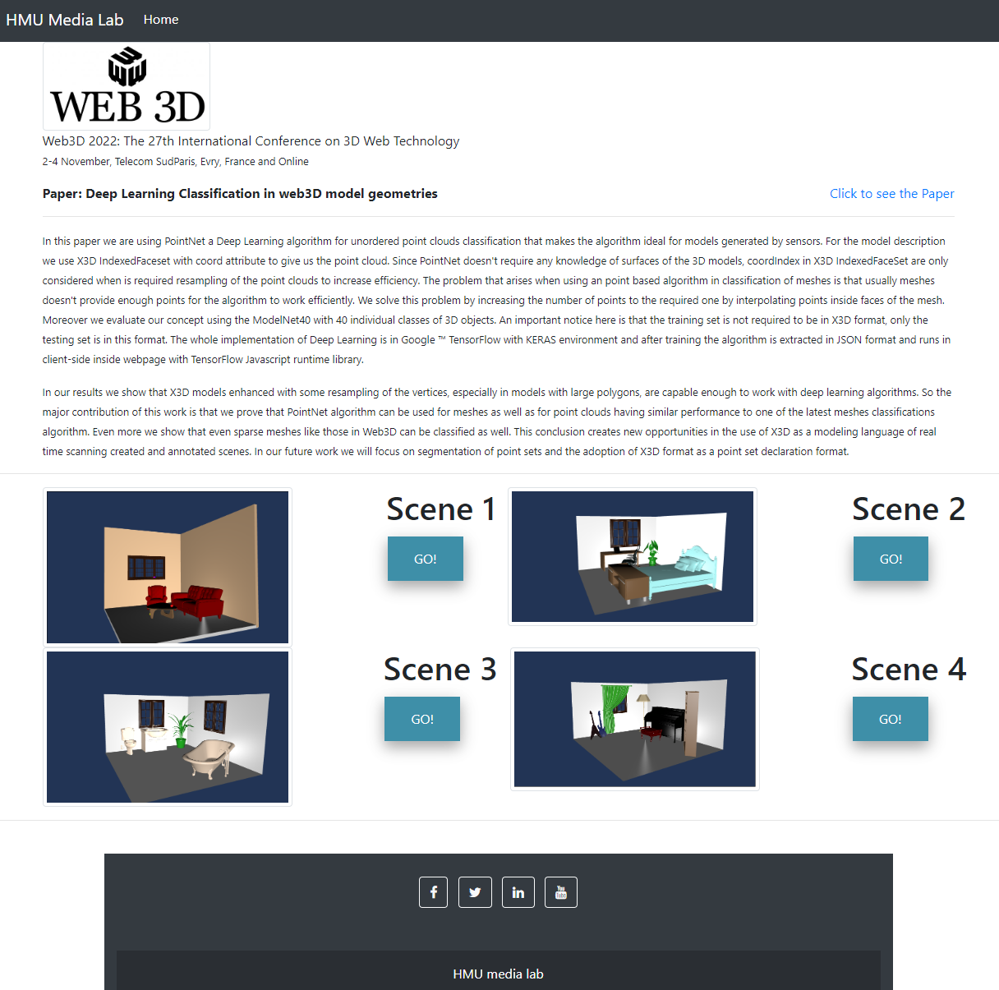 HMU Media Lab Home
WEB 3D
Web3D 2022: The 27th International Conference on 3D Web Technology
2-4 November, Telecom SudParis, Evry, France and Online
Paper: Deep Learning Classification in web3D model geometries
Click to see the Paper
In this paper we are using PointNet a Deep Learning algorithm for unordered point clouds classification that makes the algorithm ideal for models generated by sensors. For the model description
we use X3D IndexedFaceset with coord attribute to give us the point cloud. Since PointNet doesn't require any knowledge of surfaces of the 3D models, coordIndex in X3D IndexedFaceSet are only
considered when is required resampling of the point clouds to increase efficiency. The problem that arises when using an point based algorithm in classification of meshes is that usually meshes
doesn't provide enough points for the algorithm to work efficiently. We solve this problem by increasing the number of points to the required one by interpolating points inside faces of the mesh.
Moreover we evaluate our concept using the ModelNet40 with 40 individual classes of 3D objects. An important notice here is that the training set is not required to be in X3D format, only the
testing set is in this format. The whole implementation of Deep Learning is in Google ™ TensorFlow with KERAS environment and after training the algorithm is extracted in JSON format and runs in
client-side inside webpage with TensorFlow Javascript runtime library.
In our results we show that X3D models enhanced with some resampling of the vertices, especially in models with large polygons, are capable enough to work with deep learning algorithms. So the
major contribution of this work is that we prove that PointNet algorithm can be used for meshes as well as for point clouds having similar performance to one of the latest meshes classifications
algorithm. Even more we show that even sparse meshes like those in Web3D can be classified as well. This conclusion creates new opportunities in the use of X3D as a modeling language of real
time scanning created and annotated scenes. In our future work we will focus on segmentation of point sets and the adoption of X3D format as a point set declaration format.
Scene 1
GO!
Scene 2
GO!
Scene 3
GO!
Scene 4
GO!
You
Tube
HMU media lab